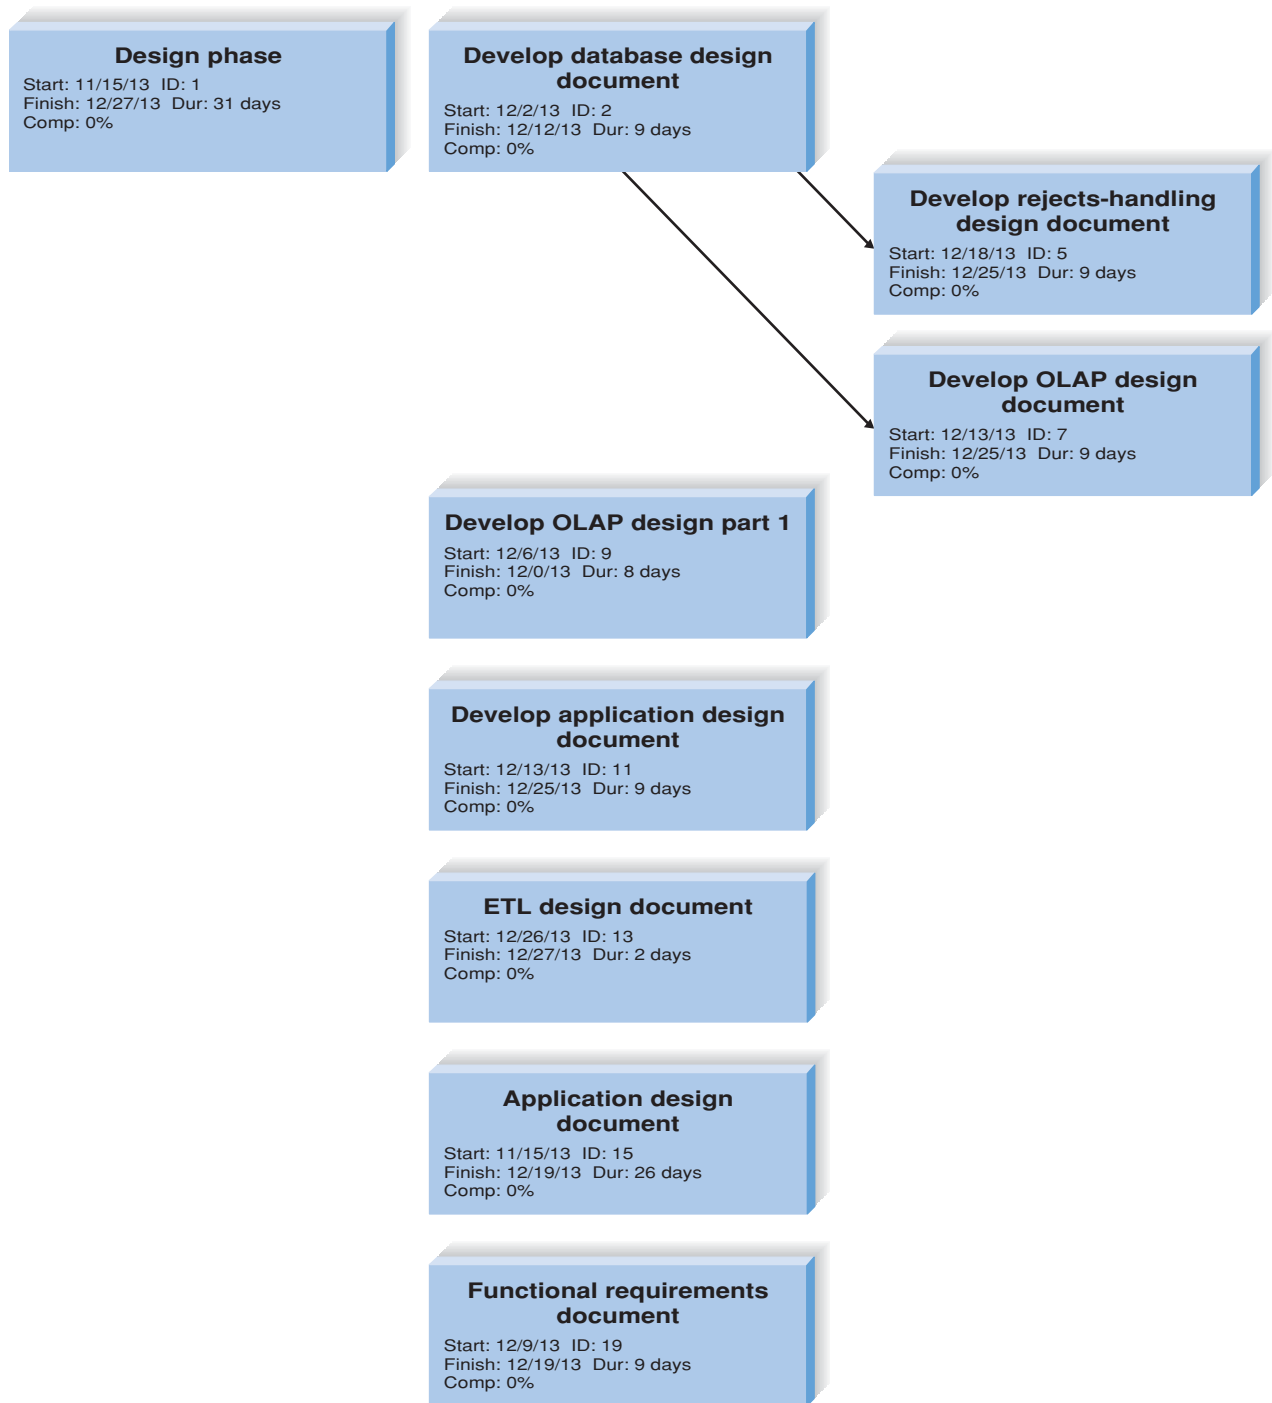 Design phase
Start: 11/15/13 ID: 1
Finish: 12/27/13 Dur: 31 days
Comp: 0%
Develop database design
document
Start: 12/2/13 ID: 2
Finish: 12/12/13 Dur: 9 days
Comp: 0%
Develop rejects-handling
design document
Start: 12/18/13 ID: 5
Finish: 12/25/13 Dur: 9 days
Comp: 0%
Develop OLAP design
document
Start: 12/13/13 ID: 7
Finish: 12/25/13 Dur: 9 days
Comp: 0%
Develop OLAP design part 1
Start: 12/6/13 ID: 9
Finish: 12/0/13 Dur: 8 days
Comp: 0%
Develop application design
document
Start: 12/13/13 ID: 11
Finish: 12/25/13 Dur: 9 days
Comp: 0%
ETL design document
Start: 12/26/13 ID: 13
Finish: 12/27/13 Dur: 2 days
Comp: 0%
Application design
document
Start: 11/15/13 ID: 15
Finish: 12/19/13 Dur: 26 days
Comp: 0%
Functional requirements
document
Start: 12/9/13 ID: 19
Finish: 12/19/13 Dur: 9 days
Comp: 0%